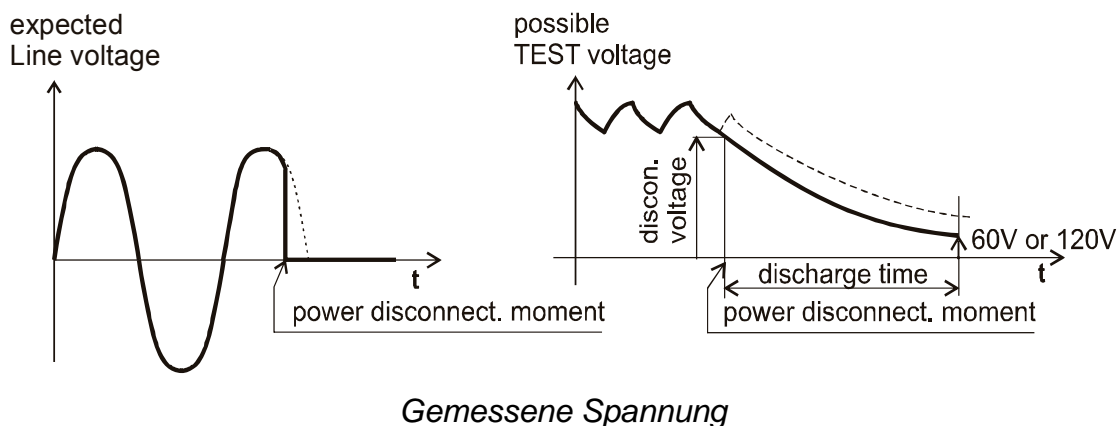 expected
Line voltage
t
power disconnect. moment
possible
TEST voltage
discon.
voltage
60V or 120V
t
discharge time
power disconnect. moment
Gemessene Spannung